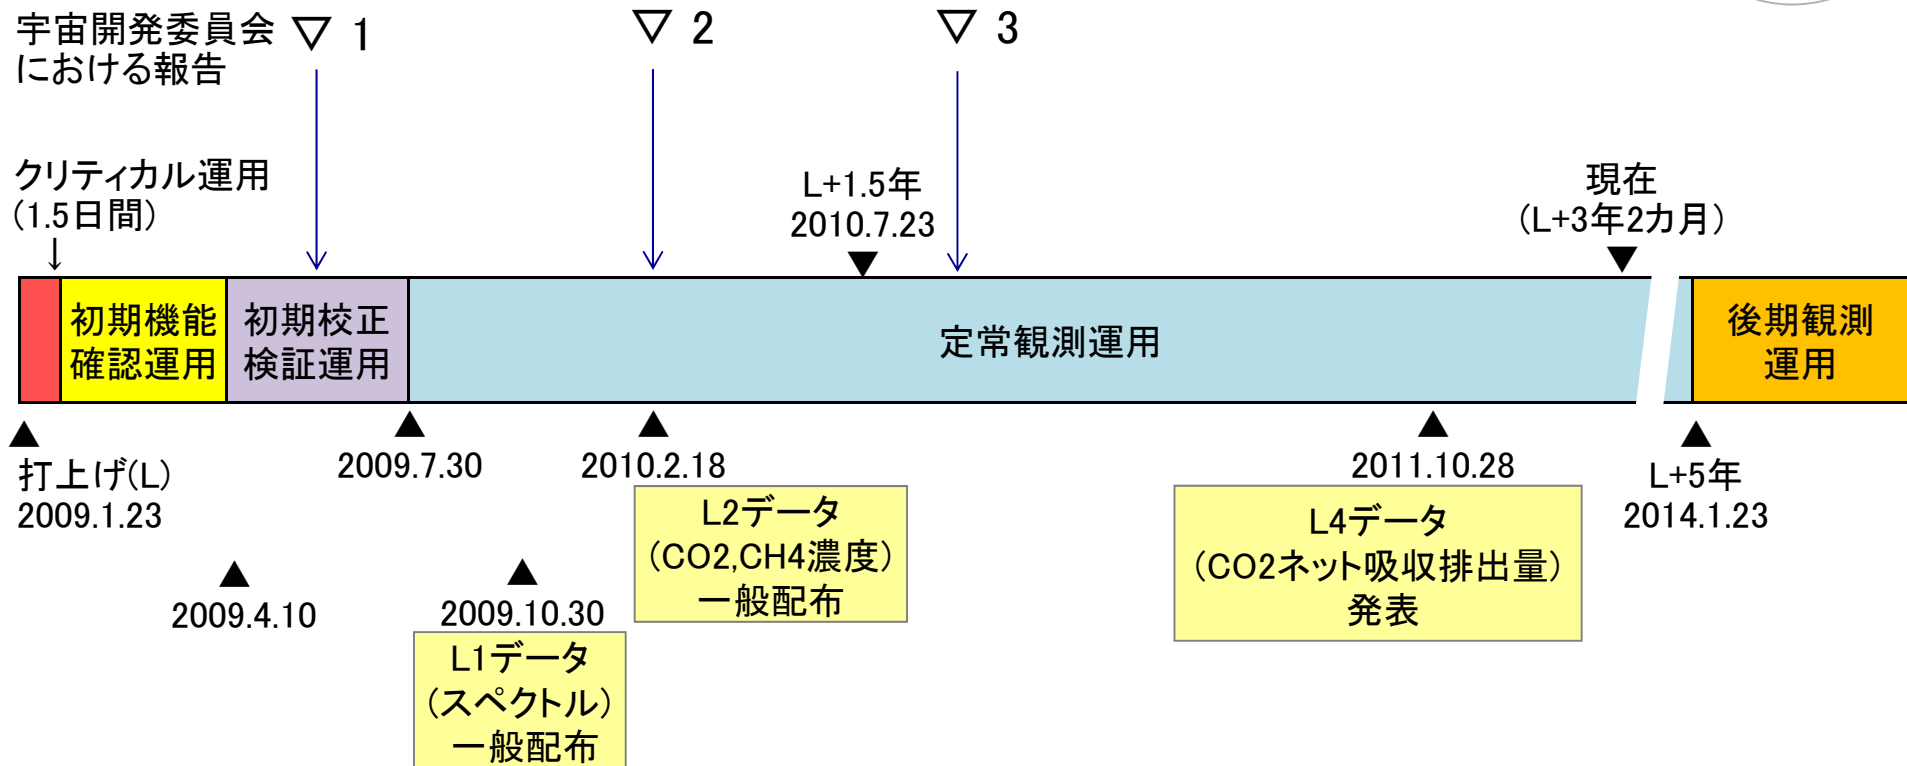 宇宙開発委員会
における報告
▽ 1
▽ 2
▽ 3
クリティカル運用
(1.5日間)
↓
L+1.5年
2010.7.23
▼
現在
(L+3年2カ月)
▼
初期機能
確認運用
初期校正
検証運用
定常観測運用
後期観測
運用
▲
打上げ(L)
2009.1.23
▲
2009.4.10
▲
2009.7.30
▲
2009.10.30
L1データ
(スペクトル)
一般配布
▲
2010.2.18
L2データ
(CO2,CH4濃度)
一般配布
▲
2011.10.28
L4データ
(CO2ネット吸収排出量)
発表
▲
L+5年
2014.1.23